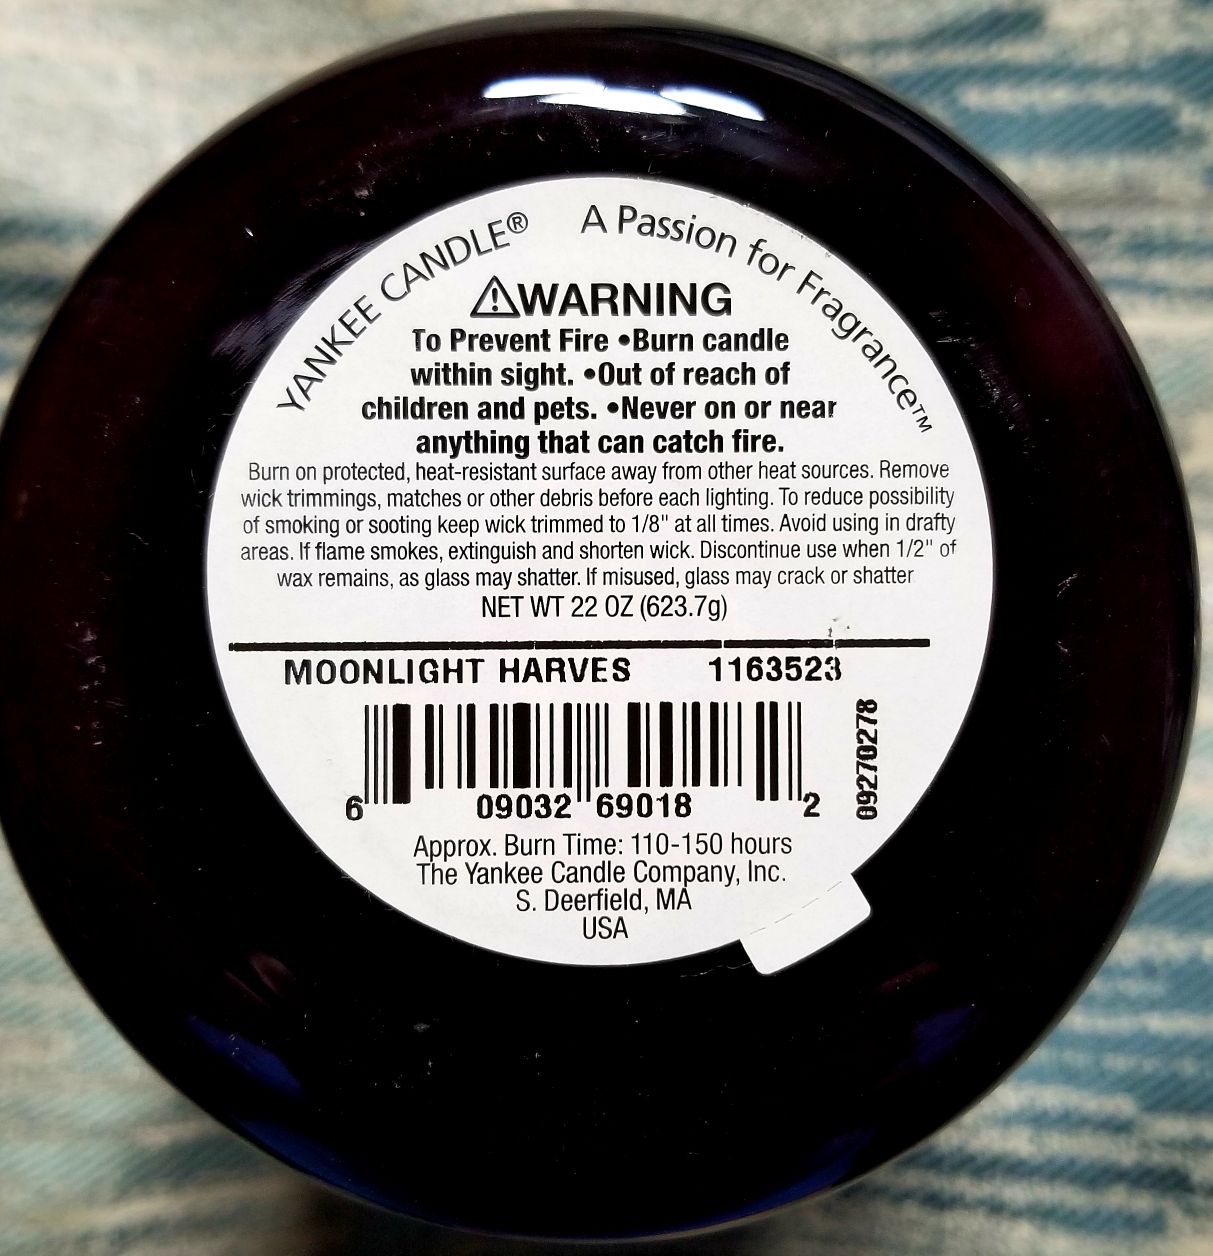 YANKEE CANDLE® A Passion for Fragrance™
⚠WARNING
To Prevent Fire •Burn candle
within sight. •Out of reach of
children and pets. •Never on or near
anything that can catch fire.
Burn on protected, heat-resistant surface away from other heat sources. Remove
wick trimmings, matches or other debris before each lighting. To reduce possibility
of smoking or sooting keep wick trimmed to 1/8" at all times. Avoid using in drafty
areas. If flame smokes, extinguish and shorten wick. Discontinue use when 1/2" of
wax remains, as glass may shatter. If misused, glass may crack or shatter
NET WT 22 OZ (623.7g)
MOONLIGHT HARVES 1163523
6 09032 69018 2
09270278
Approx. Burn Time: 110-150 hours
The Yankee Candle Company, Inc.
S. Deerfield, MA
USA